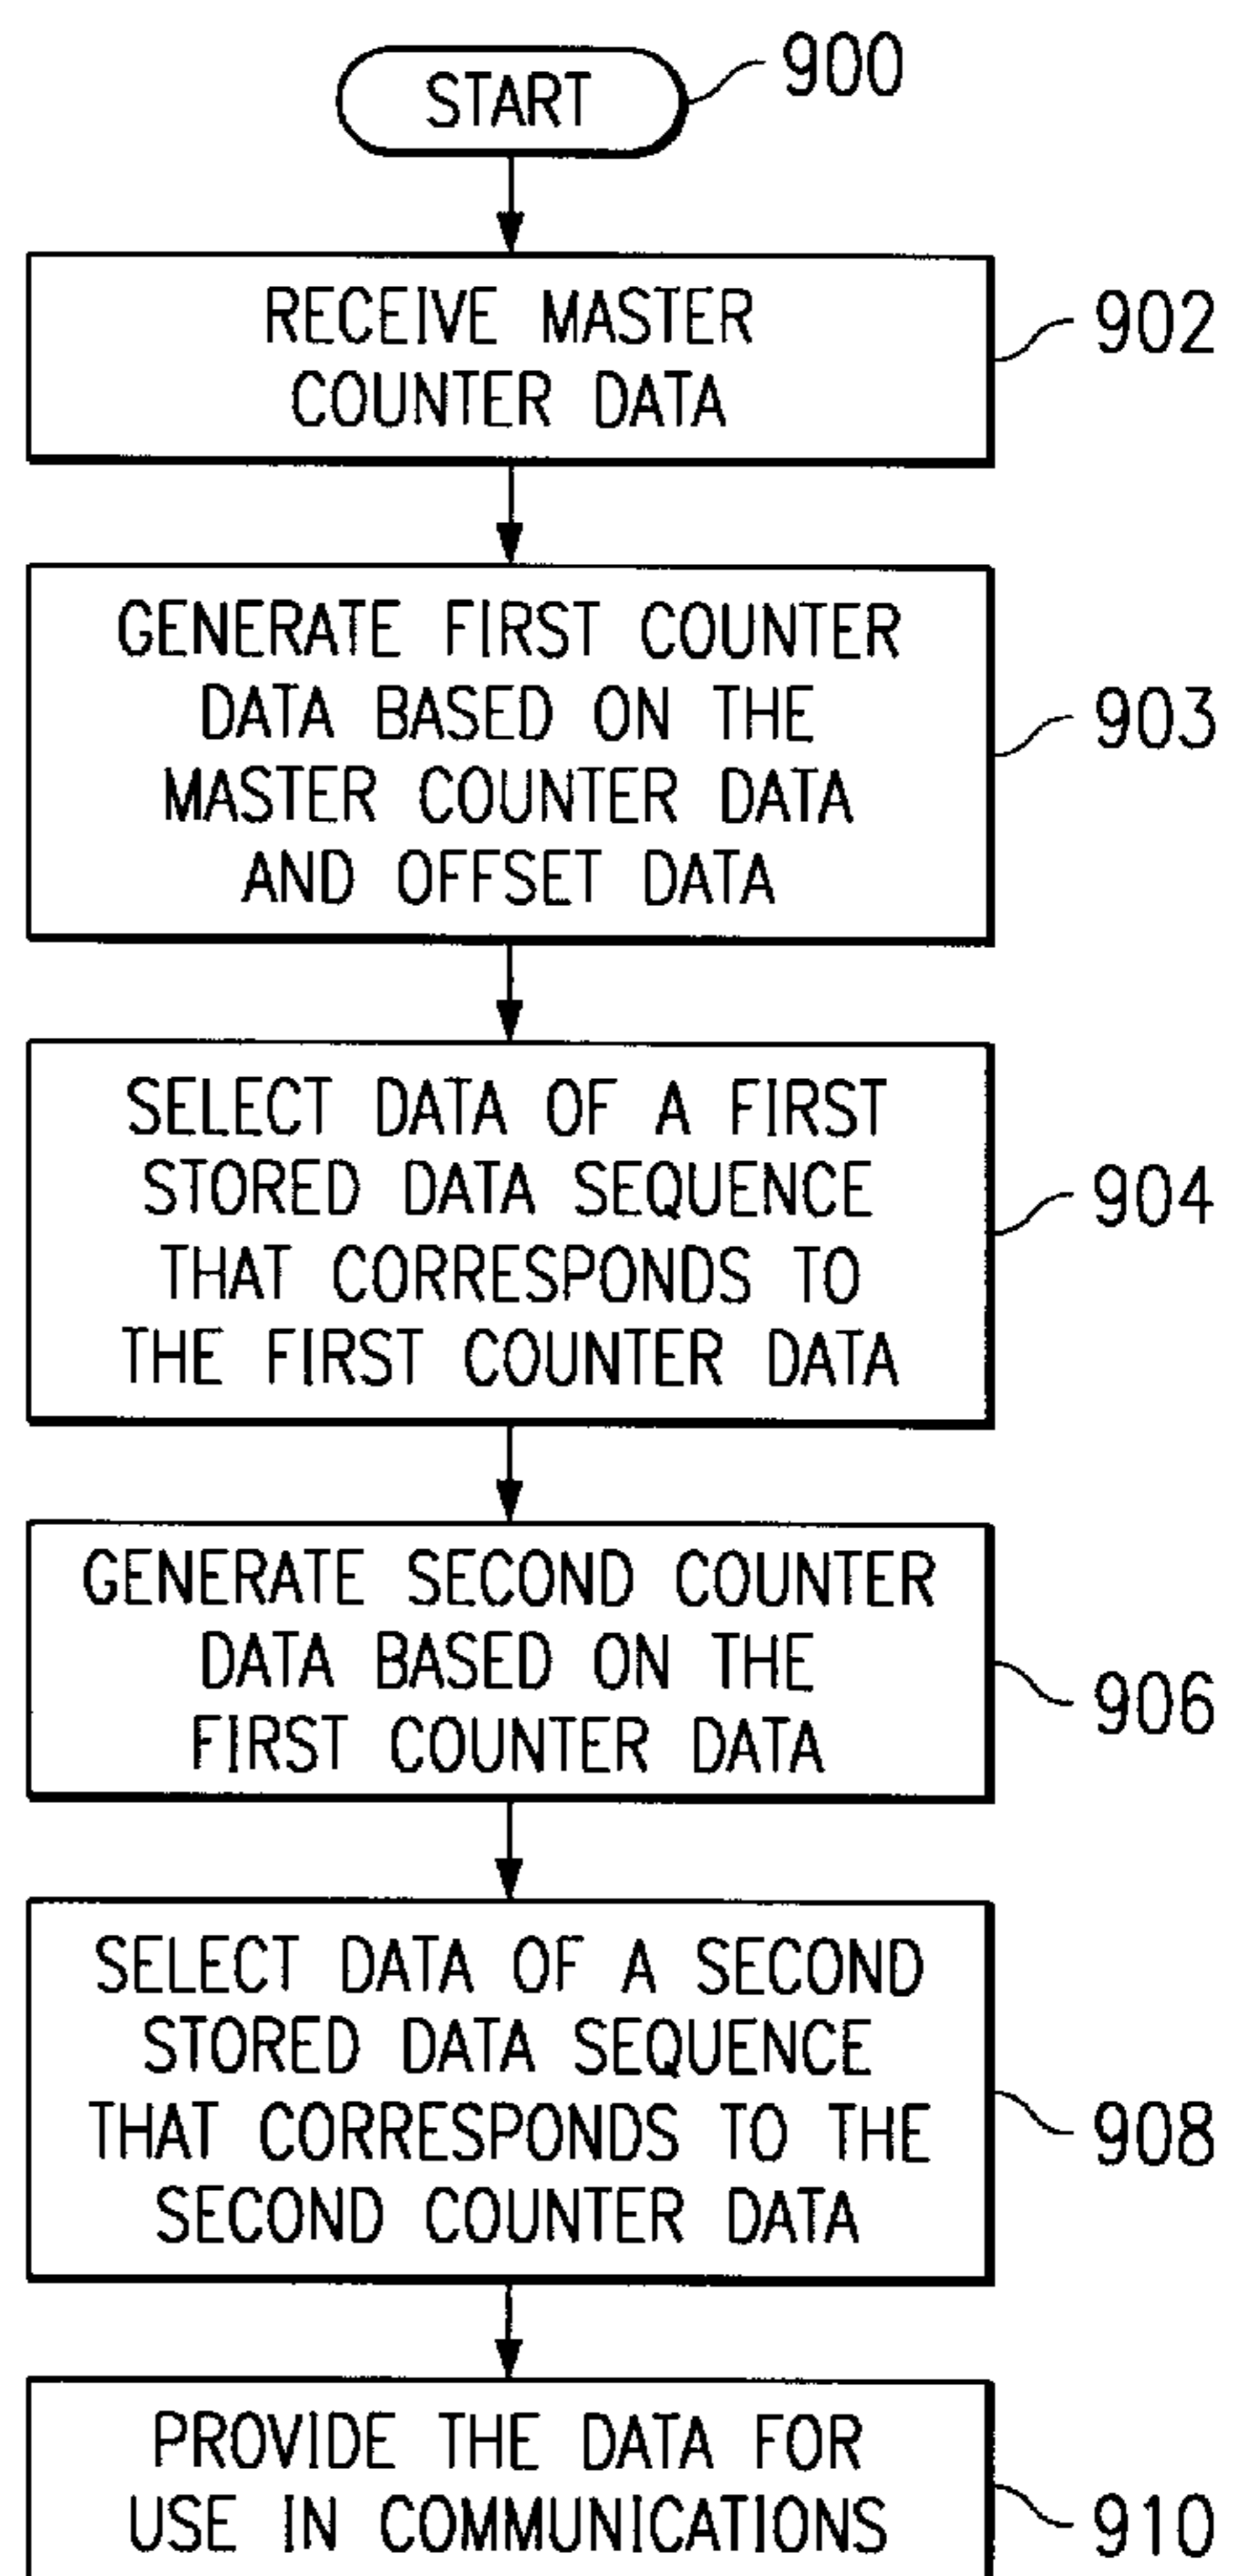 START
900
RECEIVE MASTER
COUNTER DATA
902
GENERATE FIRST COUNTER
DATA BASED ON THE
MASTER COUNTER DATA
AND OFFSET DATA
903
SELECT DATA OF A FIRST
STORED DATA SEQUENCE
THAT CORRESPONDS TO
THE FIRST COUNTER DATA
904
GENERATE SECOND COUNTER
DATA BASED ON THE
FIRST COUNTER DATA
906
SELECT DATA OF A SECOND
STORED DATA SEQUENCE
THAT CORRESPONDS TO THE
SECOND COUNTER DATA
908
PROVIDE THE DATA FOR
USE IN COMMUNICATIONS
910